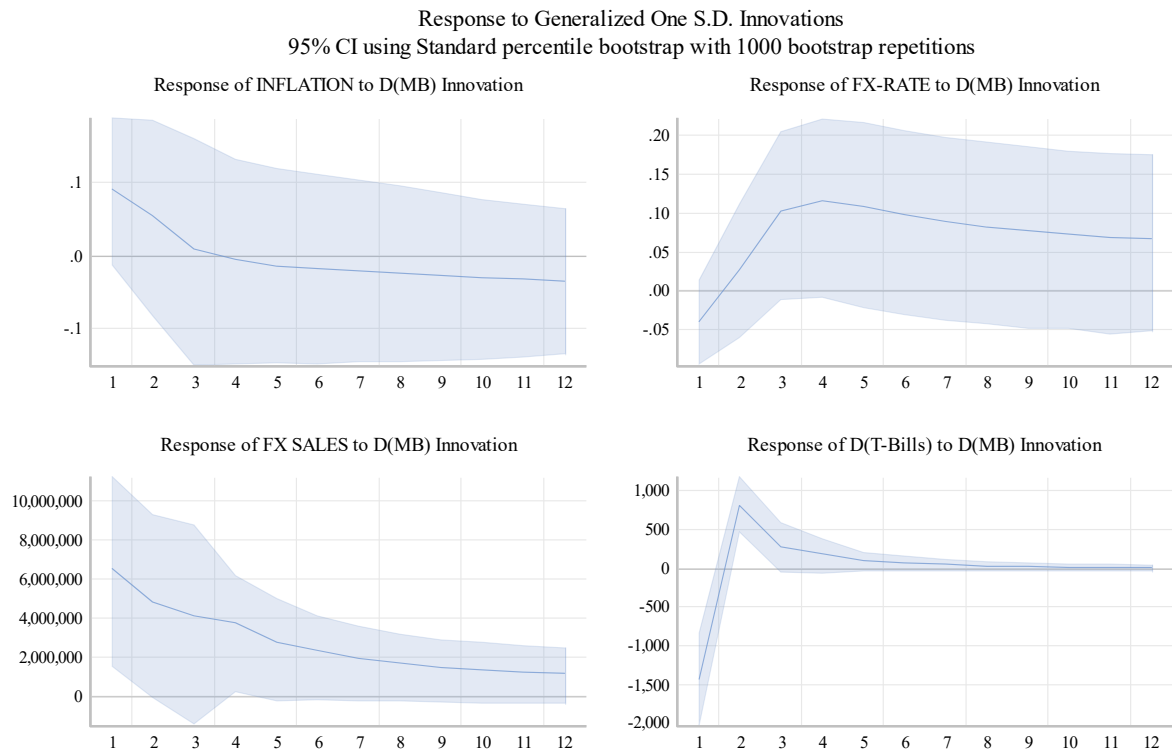 Response to Generalized One S.D. Innovations
95% CI using Standard percentile bootstrap with 1000 bootstrap repetitions
Response of INFLATION to D(MB) Innovation
.1
.0
-.1
1 2 3 4 5 6 7 8 9 10 11 12
Response of FX-RATE to D(MB) Innovation
.20
.15
.10
.05
.00
-.05
1 2 3 4 5 6 7 8 9 10 11 12
Response of FX SALES to D(MB) Innovation
10,000,000
8,000,000
6,000,000
4,000,000
2,000,000
0
1 2 3 4 5 6 7 8 9 10 11 12
Response of D(T-Bills) to D(MB) Innovation
1,000
500
0
-500
-1,000
-1,500
-2,000
1 2 3 4 5 6 7 8 9 10 11 12